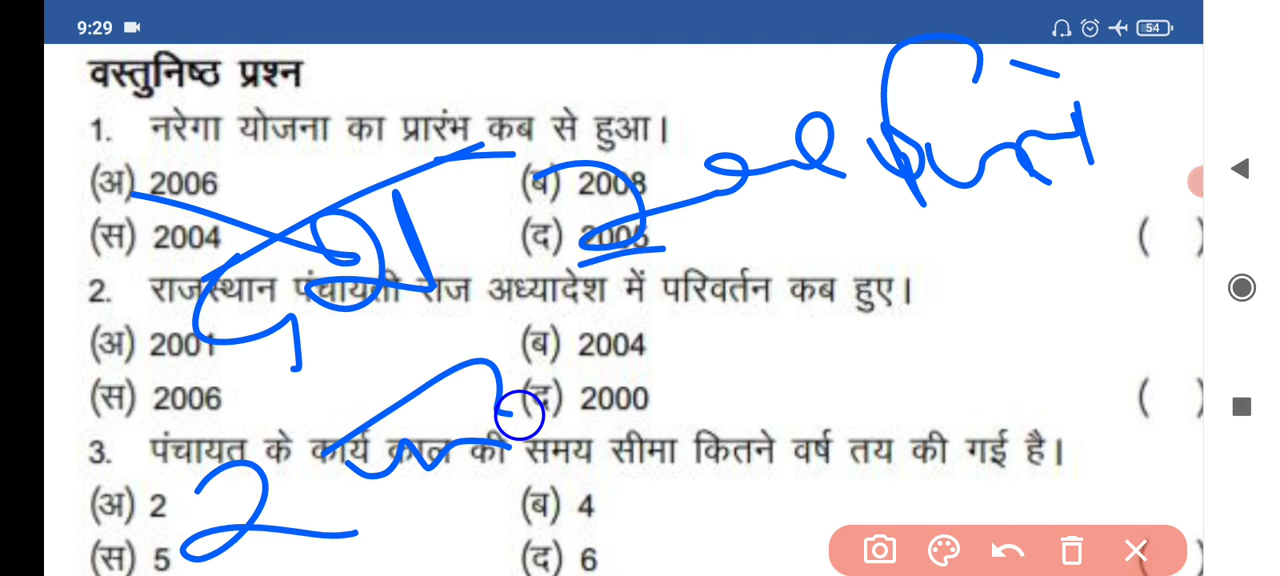 9:29
54
वस्तुनिष्ठ प्रश्न
1. नरेगा योजना का प्रारंभ कब से हुआ।
(अ) 2006 (ब) 2008
(स) 2004 (द) 2005 ( )
2. राजस्थान पंचायती राज अध्यादेश में परिवर्तन कब हुए।
(अ) 2001 (ब) 2004
(स) 2006 (द) 2000 ( )
3. पंचायत के कार्य काल की समय सीमा कितने वर्ष तय की गई है।
(अ) 2 (ब) 4
(स) 5 (द) 6